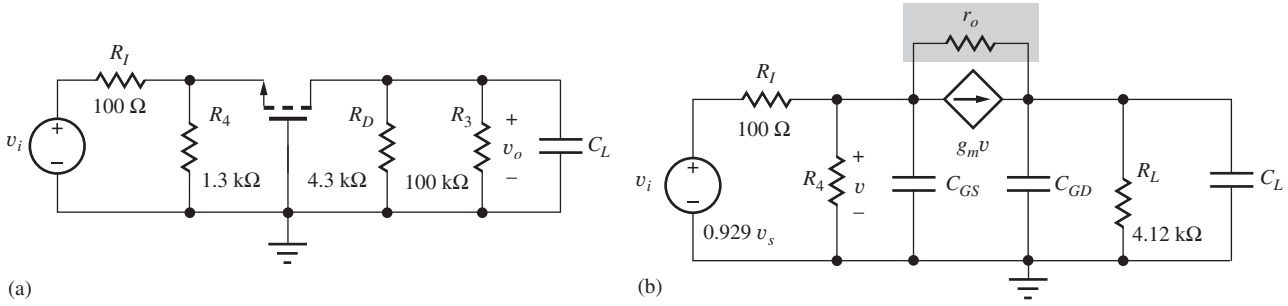 R_I
100 Ω
v_i
+
−
R_4
1.3 kΩ
R_D
4.3 kΩ
R_3
100 kΩ
+
v_o
−
C_L
(a)
r_o
R_I
100 Ω
g_m v
v_i
+
−
0.929 v_s
R_4
+
v
−
C_GS
C_GD
R_L
4.12 kΩ
C_L
(b)